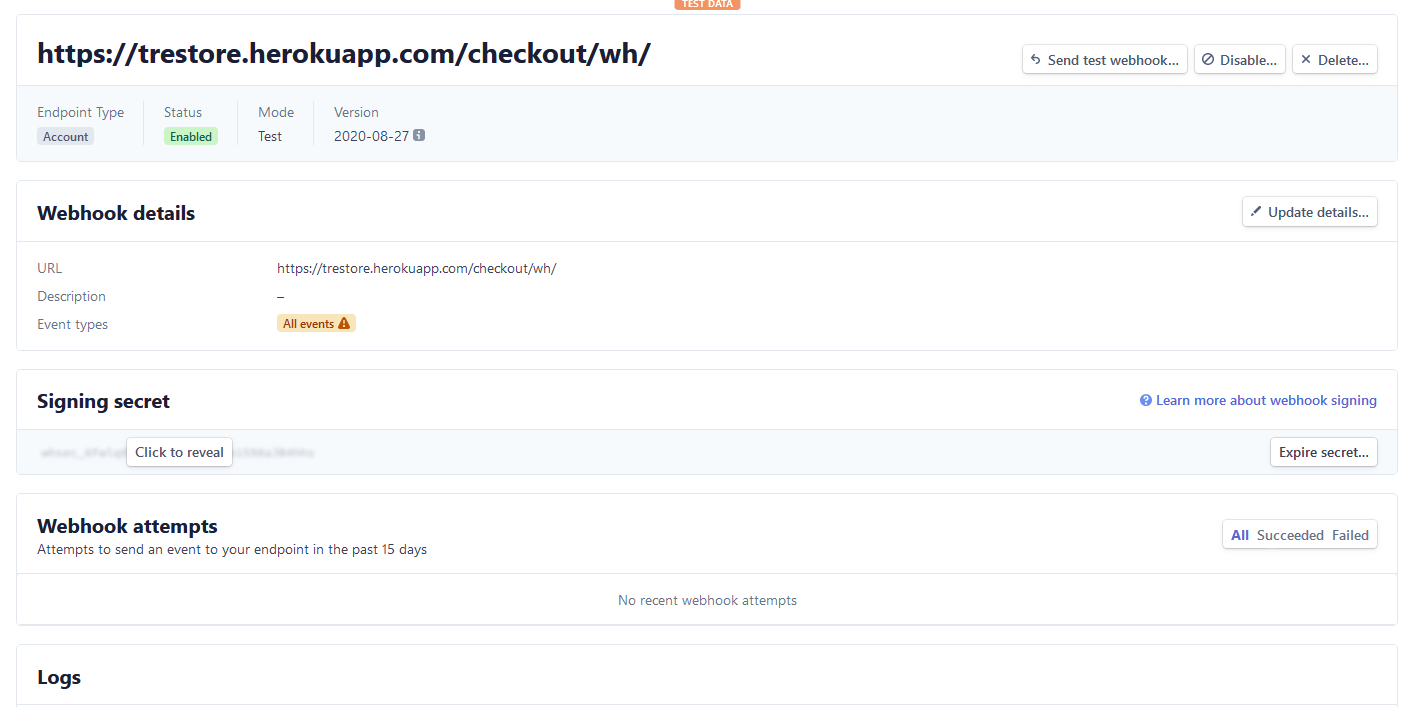 TEST DATA
https://trestore.herokuapp.com/checkout/wh/
Send test webhook...
Disable...
Delete...
Endpoint Type
Status
Mode
Version
Account
Enabled
Test
2020-08-27
Webhook details
Update details...
URL
https://trestore.herokuapp.com/checkout/wh/
Description
–
Event types
All events
Signing secret
Learn more about webhook signing
Click to reveal
Expire secret...
Webhook attempts
Attempts to send an event to your endpoint in the past 15 days
All Succeeded Failed
No recent webhook attempts
Logs